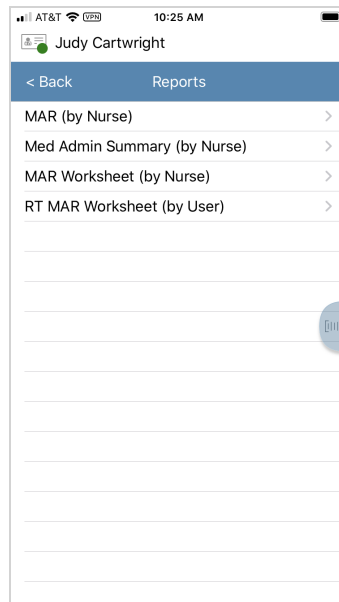 AT&T VPN 10:25 AM
Judy Cartwright
< Back Reports
MAR (by Nurse)
Med Admin Summary (by Nurse)
MAR Worksheet (by Nurse)
RT MAR Worksheet (by User)